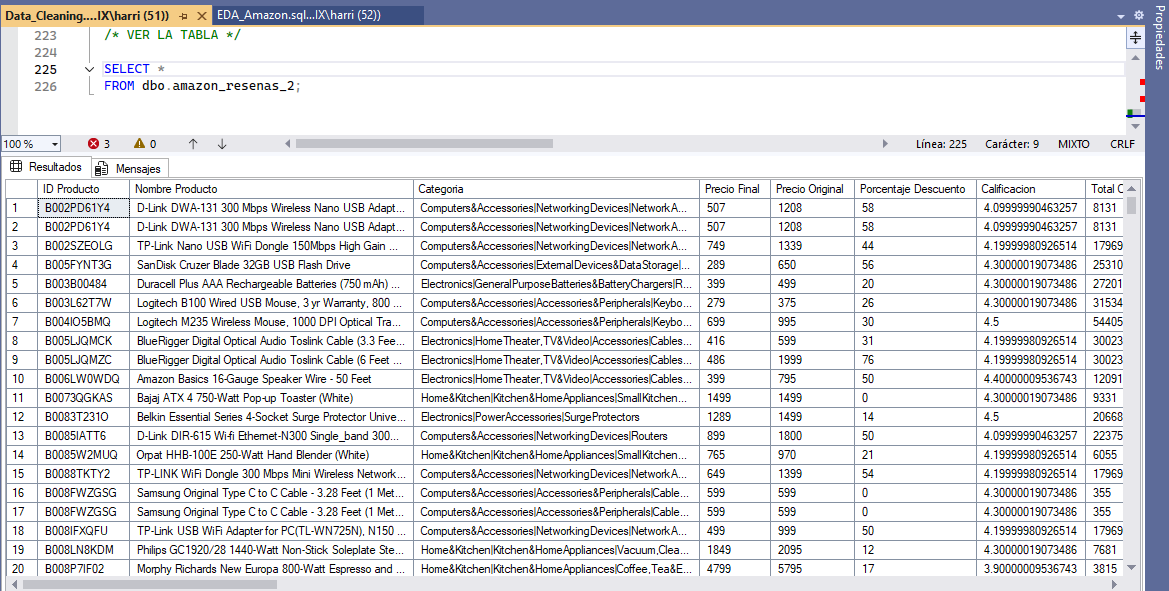 Data_Cleaning....IX\harri (51))
EDA_Amazon.sql...IX\harri (52))
Propiedades
223 /* VER LA TABLA */
224
225 SELECT *
226 FROM dbo.amazon_resenas_2;
100 % 3 0 Línea: 225 Carácter: 9 MIXTO CRLF
Resultados Mensajes
ID Producto Nombre Producto Categoria Precio Final Precio Original Porcentaje Descuento Calificacion Total C
1 B002PD61Y4 D-Link DWA-131 300 Mbps Wireless Nano USB Adapt... Computers&Accessories|NetworkingDevices|NetworkA... 507 1208 58 4.09999990463257 8131
2 B002PD61Y4 D-Link DWA-131 300 Mbps Wireless Nano USB Adapt... Computers&Accessories|NetworkingDevices|NetworkA... 507 1208 58 4.09999990463257 8131
3 B002SZEOLG TP-Link Nano USB WiFi Dongle 150Mbps High Gain ... Computers&Accessories|NetworkingDevices|NetworkA... 749 1339 44 4.19999980926514 17969
4 B005FYNT3G SanDisk Cruzer Blade 32GB USB Flash Drive Computers&Accessories|ExternalDevices&DataStorage|... 289 650 56 4.30000019073486 25310
5 B003B00484 Duracell Plus AAA Rechargeable Batteries (750 mAh) ... Electronics|GeneralPurposeBatteries&BatteryChargers|R... 399 499 20 4.30000019073486 27201
6 B003L62T7W Logitech B100 Wired USB Mouse, 3 yr Warranty, 800 ... Computers&Accessories|Accessories&Peripherals|Keybo... 279 375 26 4.30000019073486 31534
7 B004IO5BMQ Logitech M235 Wireless Mouse, 1000 DPI Optical Tra... Computers&Accessories|Accessories&Peripherals|Keybo... 699 995 30 4.5 54405
8 B005LJQMCK BlueRigger Digital Optical Audio Toslink Cable (3.3 Fee... Electronics|HomeTheater,TV&Video|Accessories|Cables... 416 599 31 4.19999980926514 30023
9 B005LJQMZC BlueRigger Digital Optical Audio Toslink Cable (6 Feet ... Electronics|HomeTheater,TV&Video|Accessories|Cables... 486 1999 76 4.19999980926514 30023
10 B006LW0WDQ Amazon Basics 16-Gauge Speaker Wire - 50 Feet Electronics|HomeTheater,TV&Video|Accessories|Cables... 399 795 50 4.40000009536743 12091
11 B0073QGKAS Bajaj ATX 4 750-Watt Pop-up Toaster (White) Home&Kitchen|Kitchen&HomeAppliances|SmallKitchen... 1499 1499 0 4.30000019073486 9331
12 B0083T231O Belkin Essential Series 4-Socket Surge Protector Unive... Electronics|PowerAccessories|SurgeProtectors 1289 1499 14 4.5 20668
13 B0085IATT6 D-Link DIR-615 Wi-fi Ethernet-N300 Single_band 300... Computers&Accessories|NetworkingDevices|Routers 899 1800 50 4.09999990463257 22375
14 B0085W2MUQ Orpat HHB-100E 250-Watt Hand Blender (White) Home&Kitchen|Kitchen&HomeAppliances|SmallKitchen... 765 970 21 4.19999980926514 6055
15 B0088TKTY2 TP-LINK WiFi Dongle 300 Mbps Mini Wireless Network... Computers&Accessories|NetworkingDevices|NetworkA... 649 1399 54 4.19999980926514 17969
16 B008FWZGSG Samsung Original Type C to C Cable - 3.28 Feet (1 Met... Computers&Accessories|Accessories&Peripherals|Cable... 599 599 0 4.30000019073486 355
17 B008FWZGSG Samsung Original Type C to C Cable - 3.28 Feet (1 Met... Computers&Accessories|Accessories&Peripherals|Cable... 599 599 0 4.30000019073486 355
18 B008IFXQFU TP-Link USB WiFi Adapter for PC(TL-WN725N), N150 ... Computers&Accessories|NetworkingDevices|NetworkA... 499 999 50 4.19999980926514 17969
19 B008LN8KDM Philips GC1920/28 1440-Watt Non-Stick Soleplate Ste... Home&Kitchen|Kitchen&HomeAppliances|Vacuum,Clea... 1849 2095 12 4.30000019073486 7681
20 B008P7IF02 Morphy Richards New Europa 800-Watt Espresso and ... Home&Kitchen|Kitchen&HomeAppliances|Coffee,Tea&E... 4799 5795 17 3.90000009536743 3815